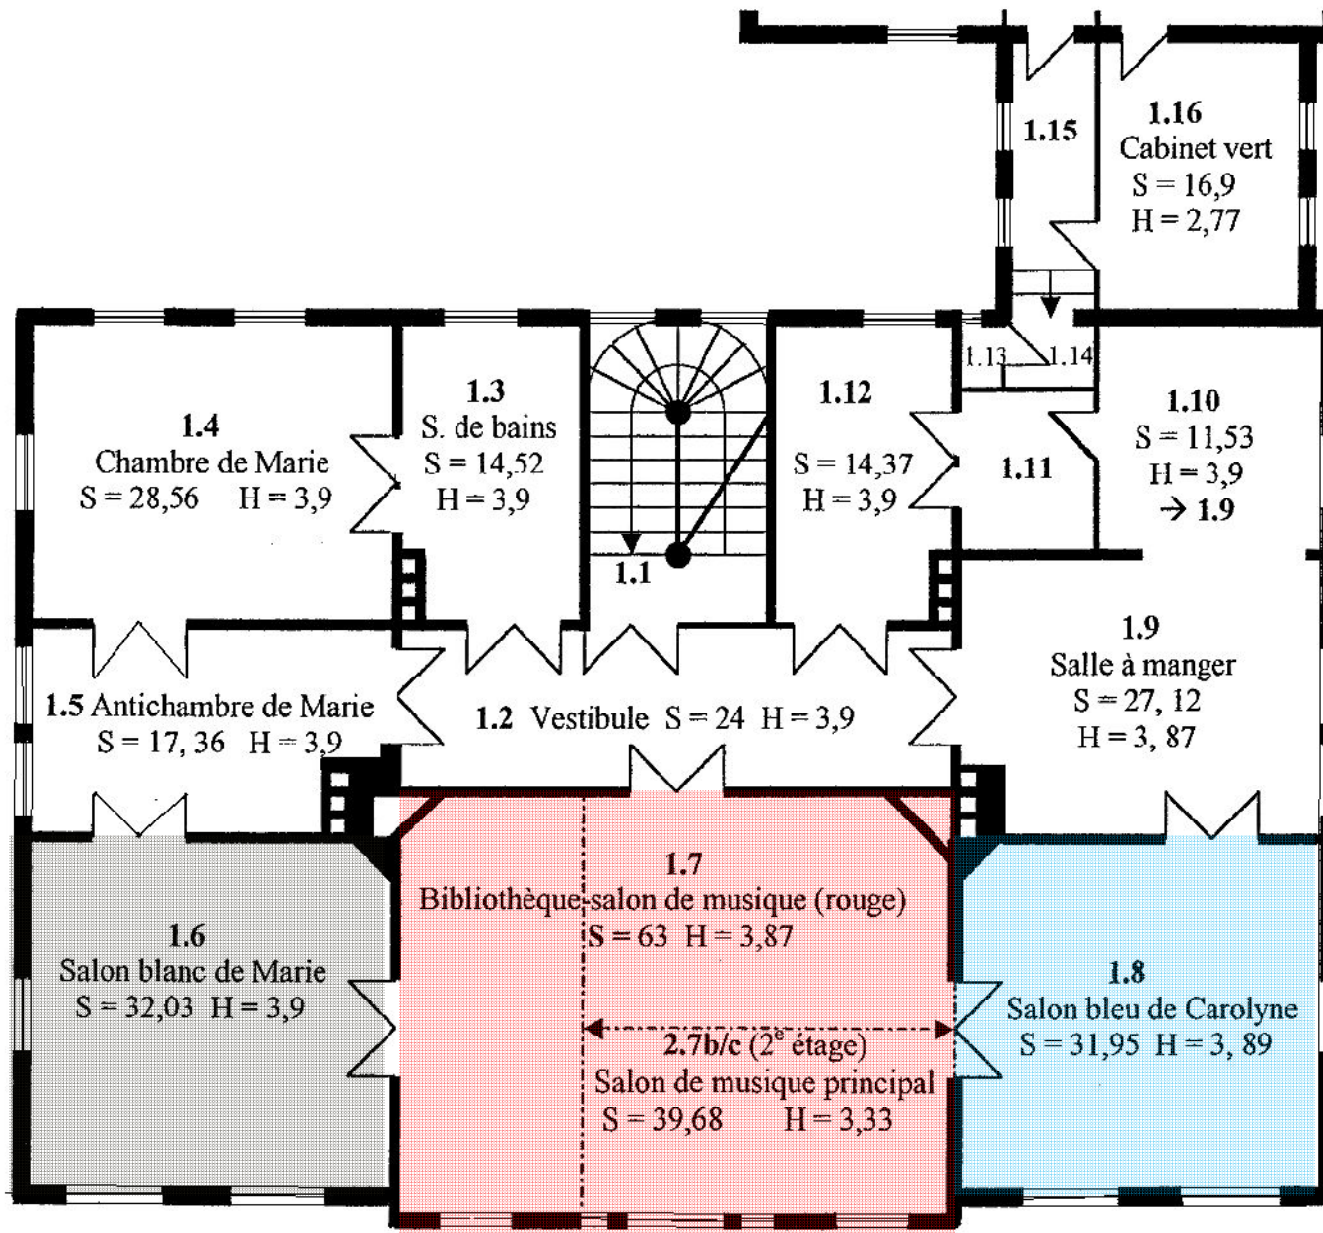 1.15
1.16
Cabinet vert
S = 16,9
H = 2,77
1.13
1.14
1.4
Chambre de Marie
S = 28,56 H = 3,9
1.3
S. de bains
S = 14,52
H = 3,9
1.1
1.12
S = 14,37
H = 3,9
1.11
1.10
S = 11,53
H = 3,9
→ 1.9
1.5 Antichambre de Marie
S = 17, 36 H = 3,9
1.2 Vestibule S = 24 H = 3,9
1.9
Salle à manger
S = 27, 12
H = 3, 87
1.6
Salon blanc de Marie
S = 32,03 H = 3,9
1.7
Bibliothèque-salon de musique (rouge)
S = 63 H = 3,87
2.7b/c (2e étage)
Salon de musique principal
S = 39,68 H = 3,33
1.8
Salon bleu de Carolyne
S = 31,95 H = 3, 89